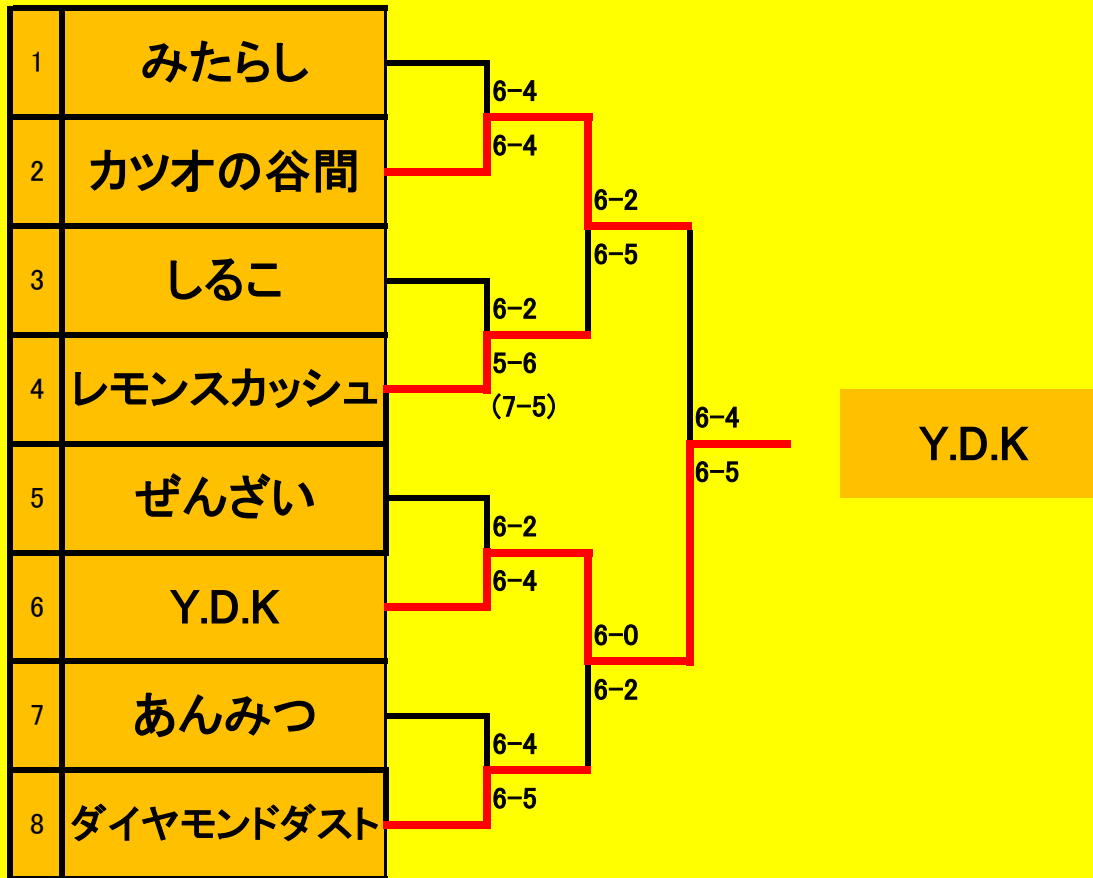 1 みたらし
2 カツオの谷間
3 しるこ
4 レモンスカッシュ
5 ぜんざい
6 Y.D.K
7 あんみつ
8 ダイヤモンドダスト
6-4
6-4
6-2
5-6
(7-5)
6-2
6-4
6-4
6-5
6-2
6-5
6-0
6-2
6-4
6-5
Y.D.K